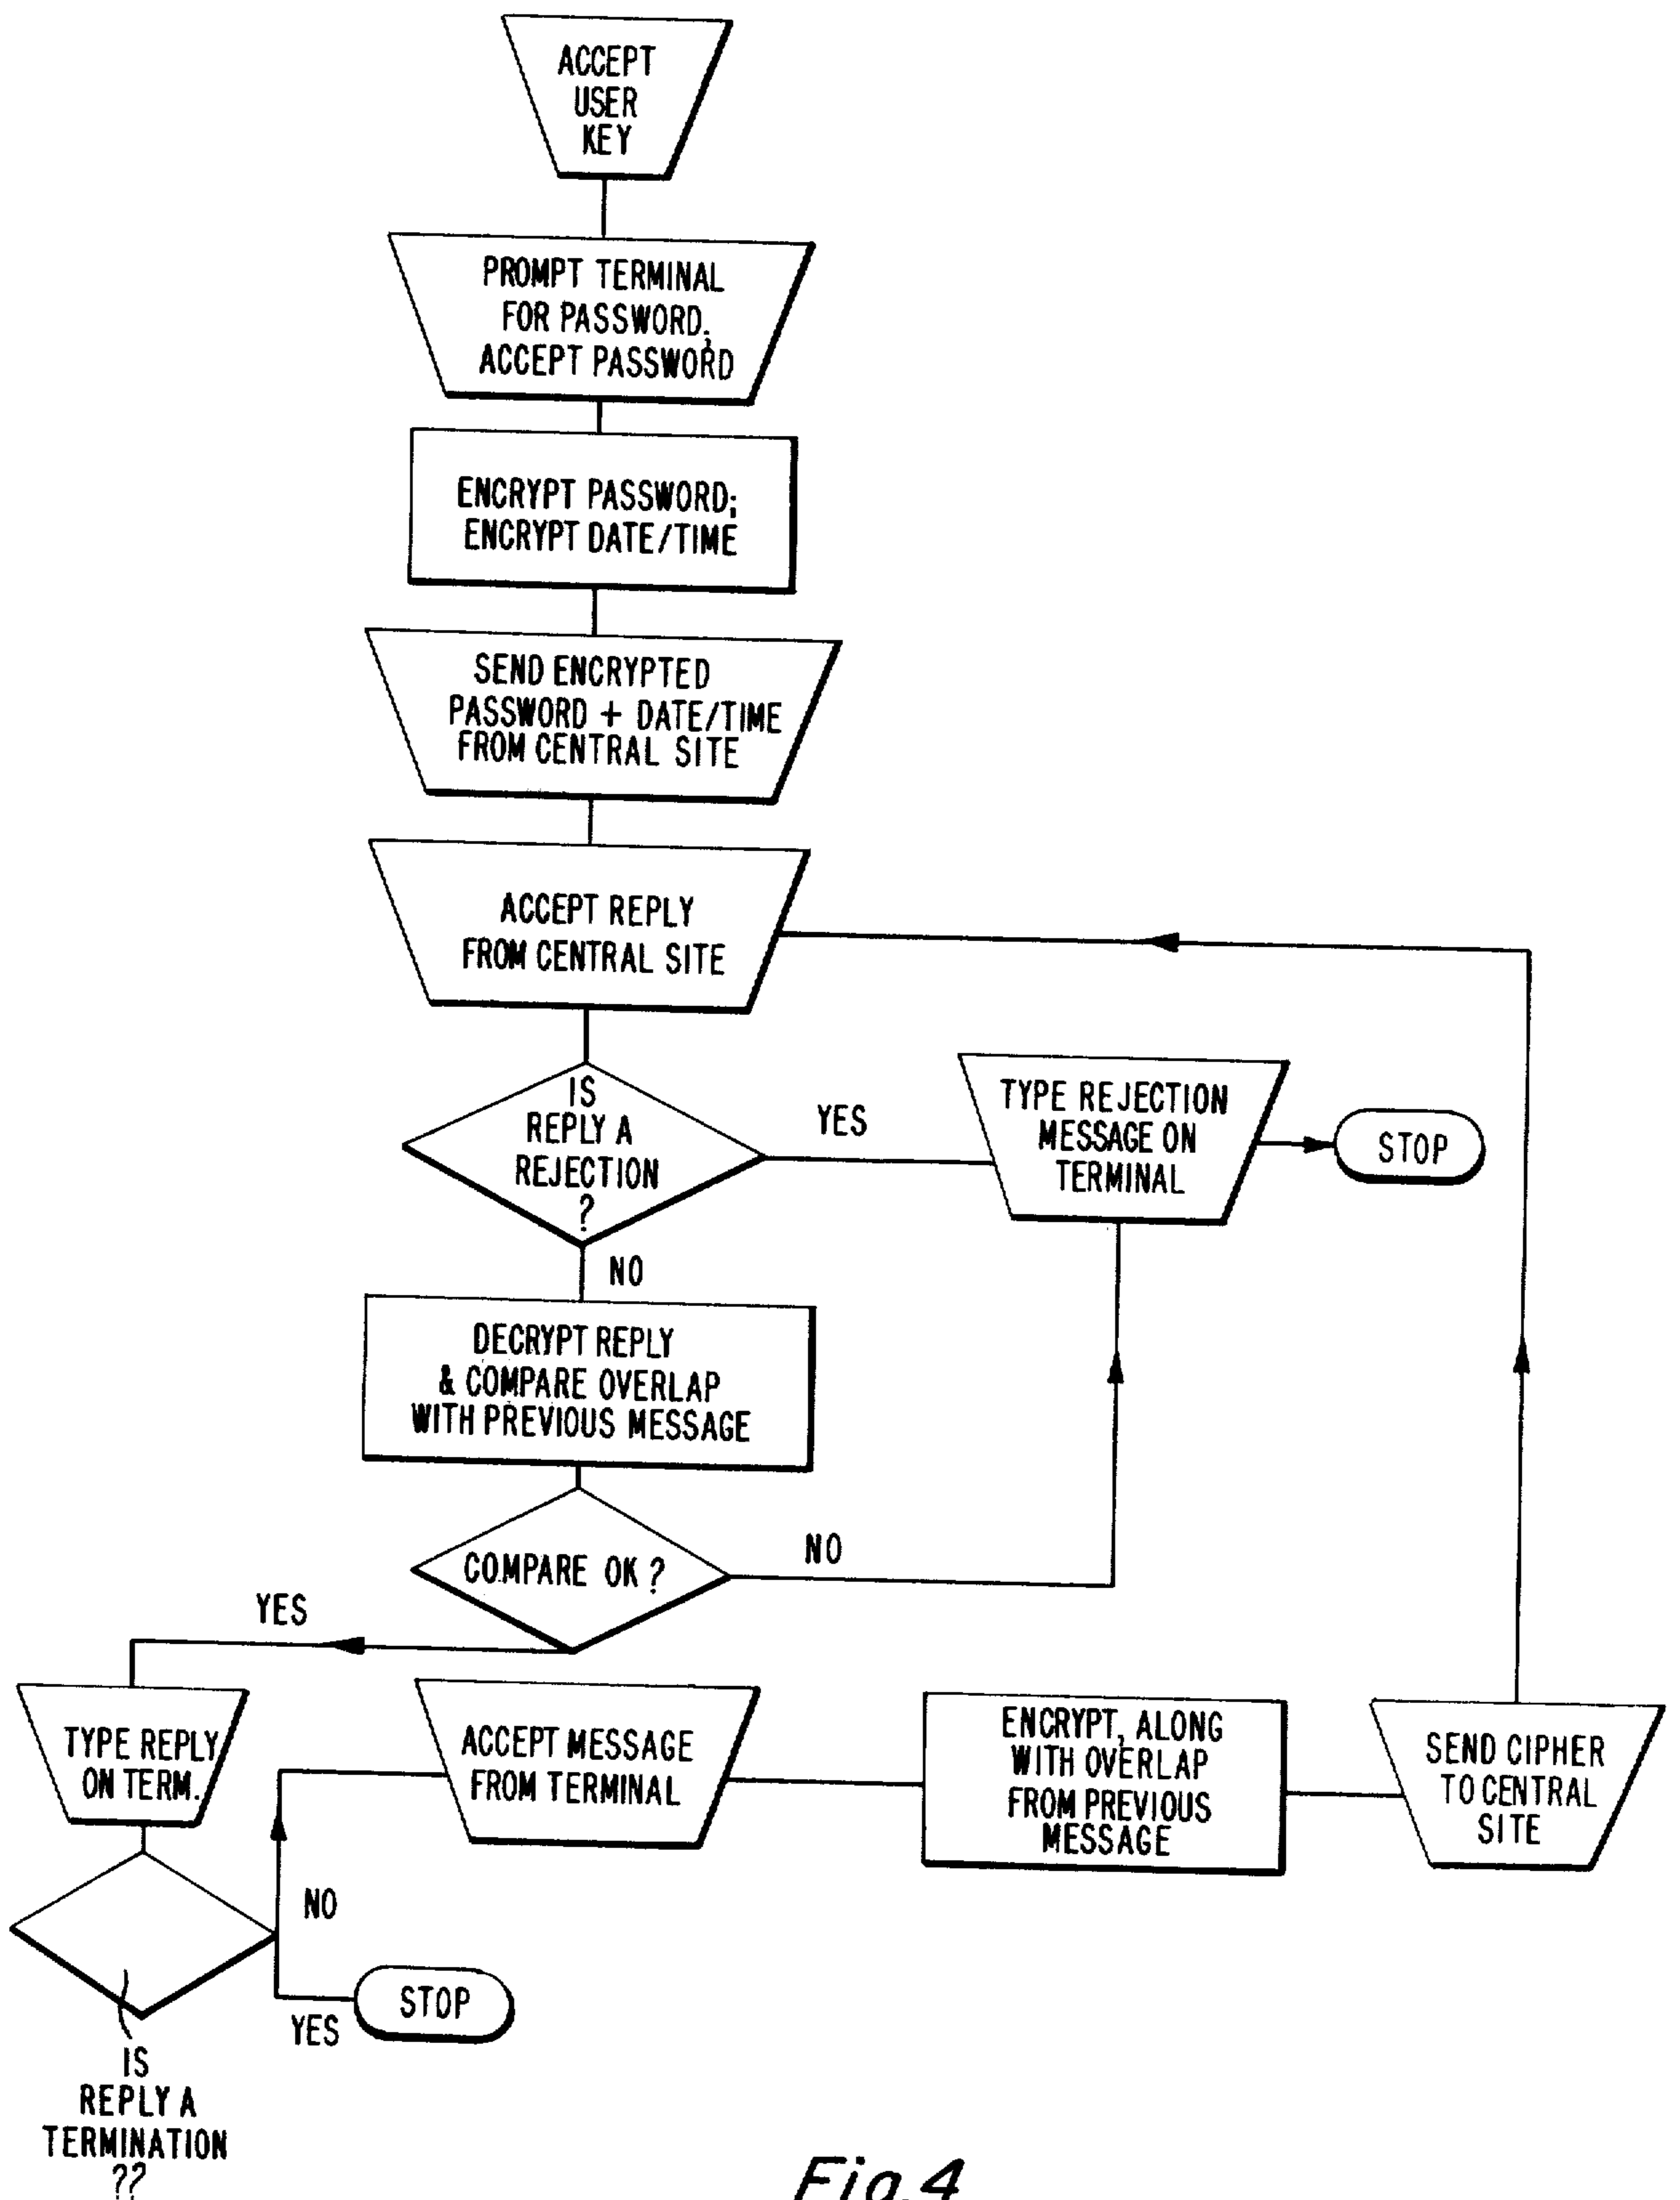 ACCEPT
USER
KEY
PROMPT TERMINAL
FOR PASSWORD;
ACCEPT PASSWORD
ENCRYPT PASSWORD;
ENCRYPT DATE/TIME
SEND ENCRYPTED
PASSWORD + DATE/TIME
FROM CENTRAL SITE
ACCEPT REPLY
FROM CENTRAL SITE
IS
REPLY A
REJECTION
?
YES
TYPE REJECTION
MESSAGE ON
TERMINAL
STOP
NO
DECRYPT REPLY
& COMPARE OVERLAP
WITH PREVIOUS MESSAGE
COMPARE OK?
NO
YES
TYPE REPLY
ON TERM.
ACCEPT MESSAGE
FROM TERMINAL
ENCRYPT, ALONG
WITH OVERLAP
FROM PREVIOUS
MESSAGE
SEND CIPHER
TO CENTRAL
SITE
NO
YES
STOP
IS
REPLY A
TERMINATION
??
Fig. 4